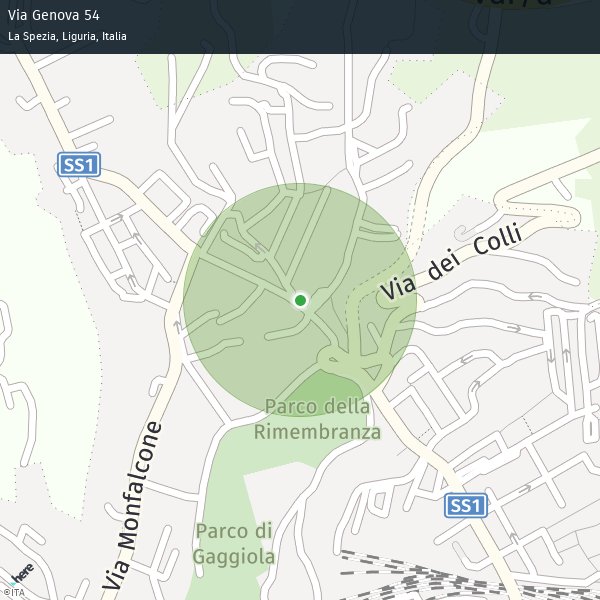 Via Genova 54
La Spezia, Liguria, Italia
SS1
Via dei Colli
Parco della
Rimembranza
Via Monfalcone
SS1
Parco di
Gaggiola
here
©ITA